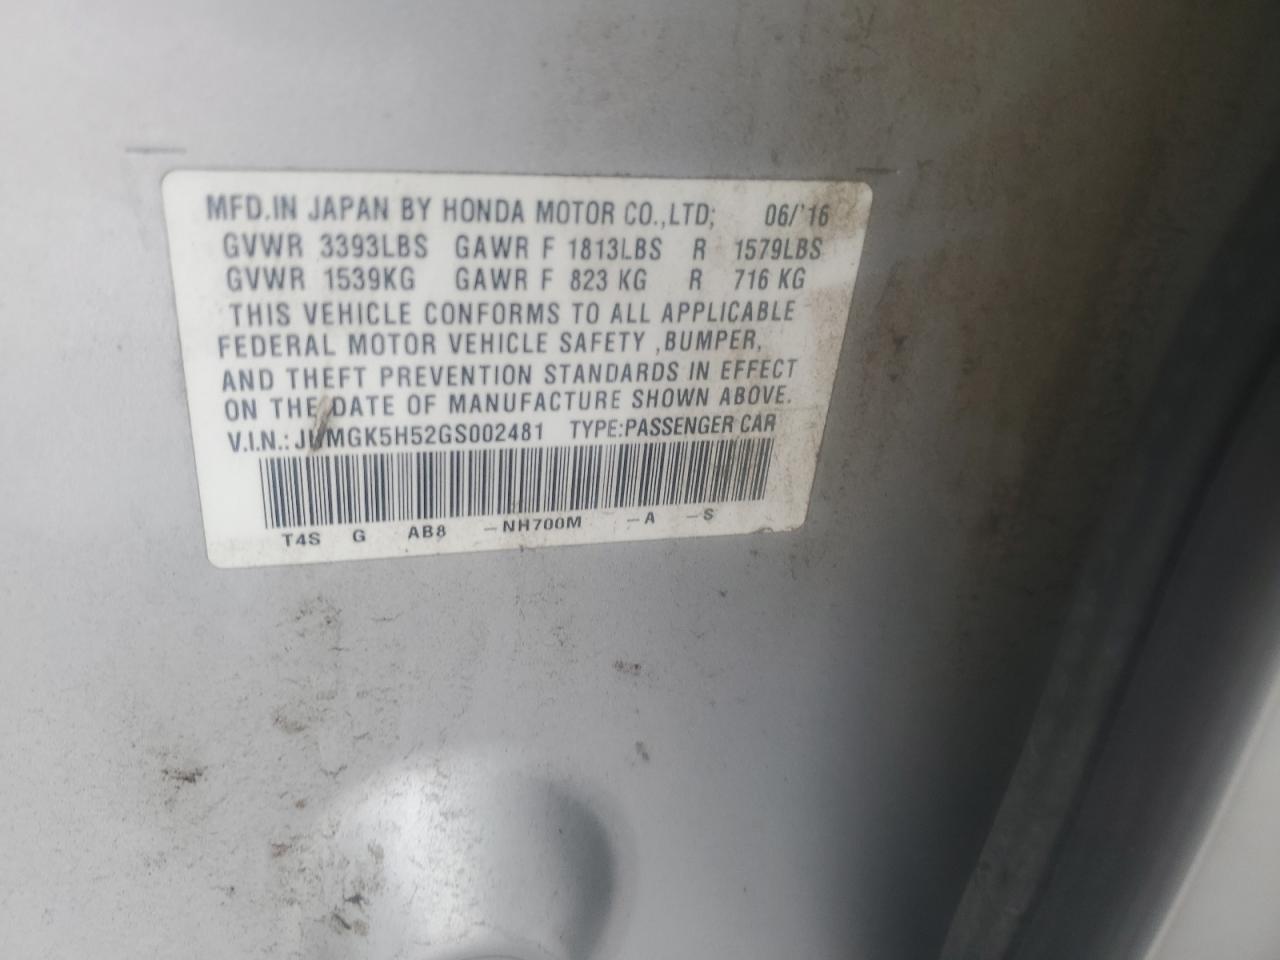 MFD.IN JAPAN BY HONDA MOTOR CO.,LTD; 06/'16
GVWR 3393LBS GAWR F 1813LBS R 1579LBS
GVWR 1539KG GAWR F 823 KG R 716 KG
THIS VEHICLE CONFORMS TO ALL APPLICABLE
FEDERAL MOTOR VEHICLE SAFETY ,BUMPER,
AND THEFT PREVENTION STANDARDS IN EFFECT
ON THE DATE OF MANUFACTURE SHOWN ABOVE.
V.I.N.: JHMGK5H52GS002481 TYPE:PASSENGER CAR
T4S G AB8 -NH700M -A -S